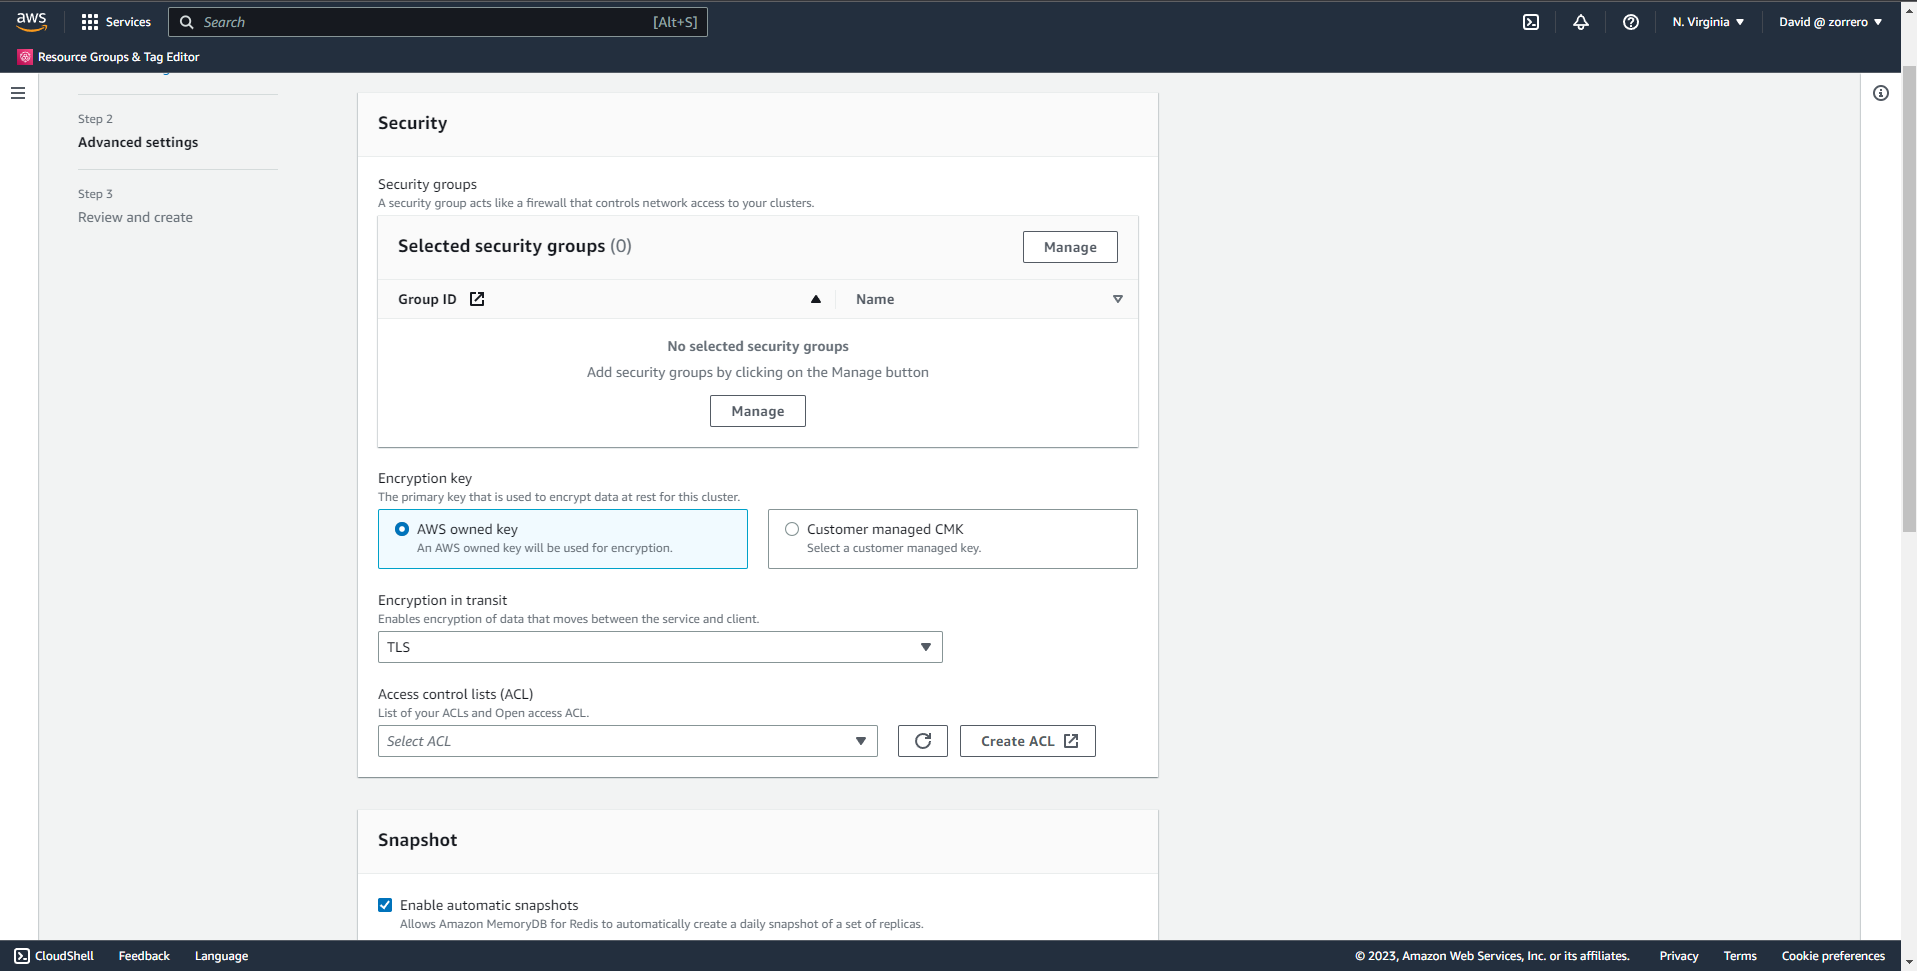 aws
Services
Search
[Alt+S]
N. Virginia
David @ zorrero
Resource Groups & Tag Editor
Step 2
Advanced settings
Step 3
Review and create
Security
Security groups
A security group acts like a firewall that controls network access to your clusters.
Selected security groups (0)
Manage
Group ID
Name
No selected security groups
Add security groups by clicking on the Manage button
Manage
Encryption key
The primary key that is used to encrypt data at rest for this cluster.
AWS owned key
An AWS owned key will be used for encryption.
Customer managed CMK
Select a customer managed key.
Encryption in transit
Enables encryption of data that moves between the service and client.
TLS
Access control lists (ACL)
List of your ACLs and Open access ACL.
Select ACL
Create ACL
Snapshot
Enable automatic snapshots
Allows Amazon MemoryDB for Redis to automatically create a daily snapshot of a set of replicas.
CloudShell
Feedback
Language
© 2023, Amazon Web Services, Inc. or its affiliates.
Privacy
Terms
Cookie preferences